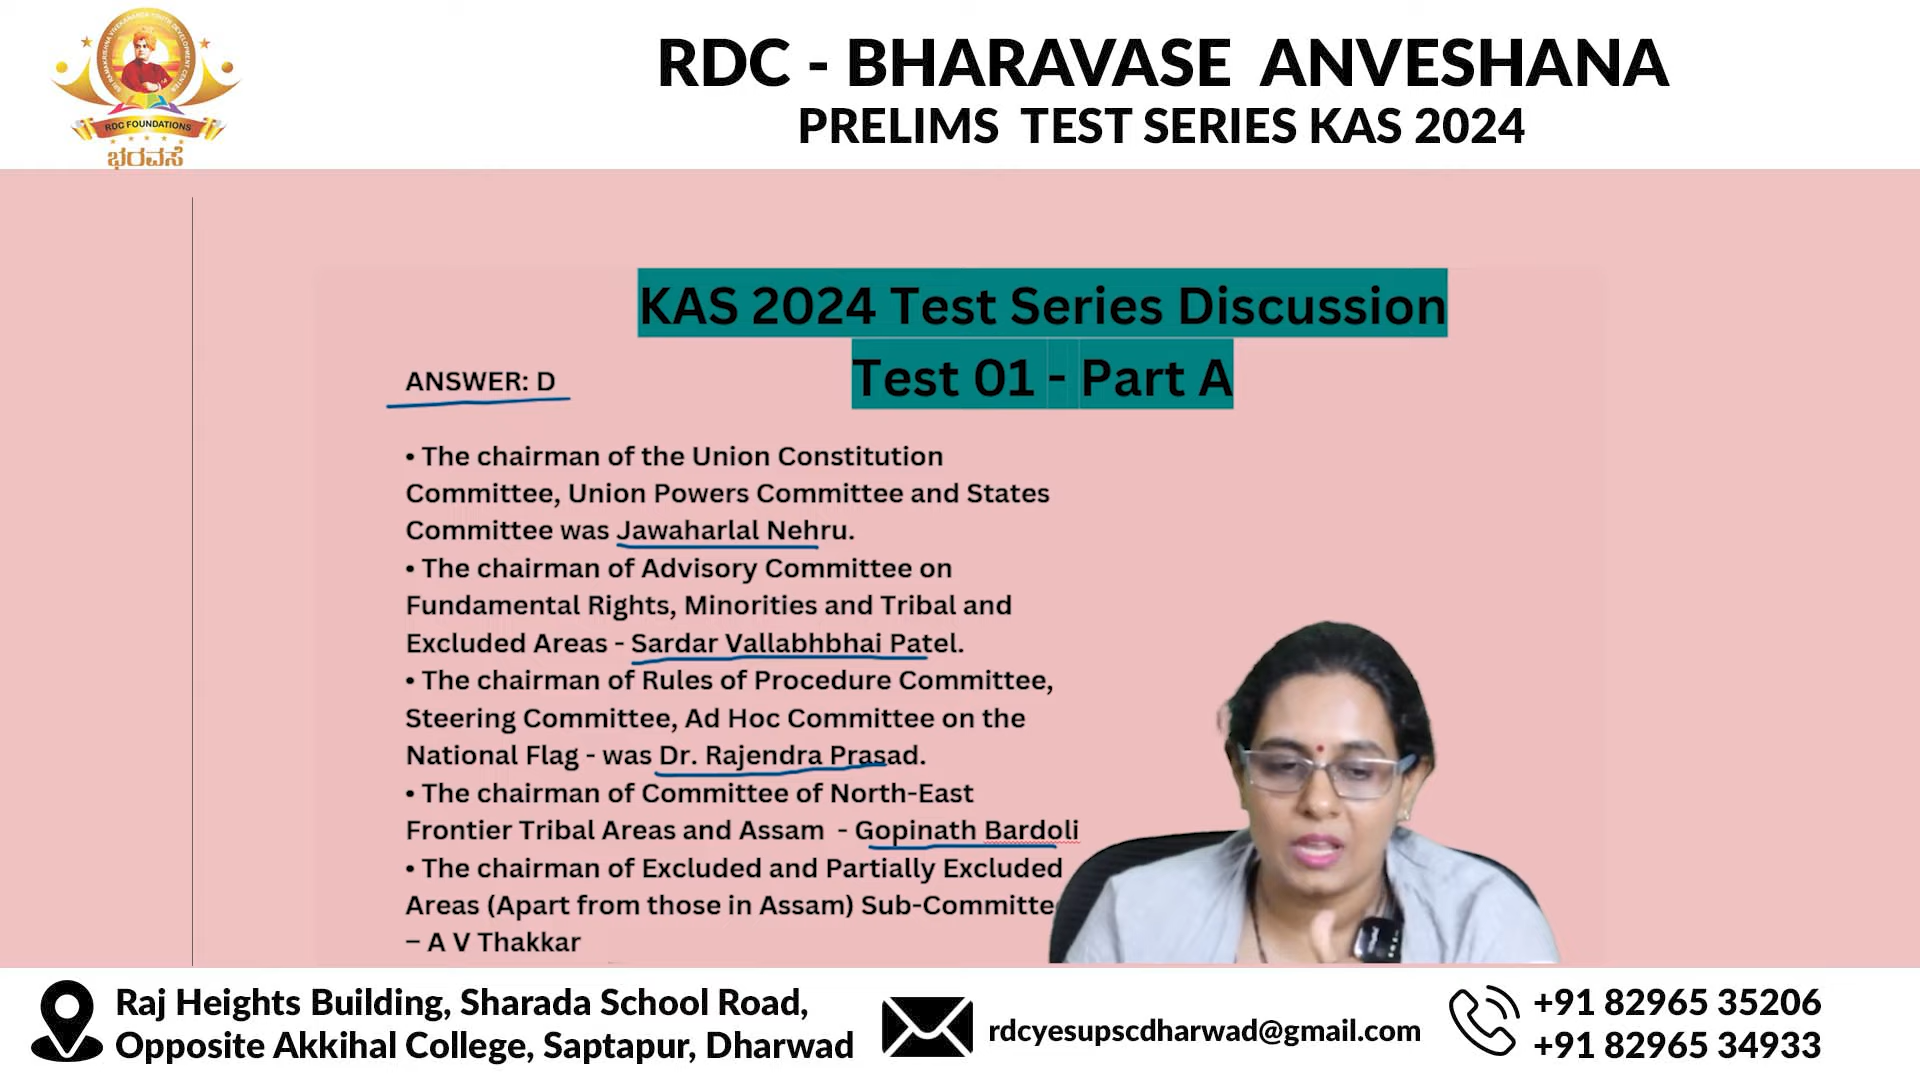 RDC FOUNDATIONS
ಭರವಸೆ
RDC - BHARAVASE ANVESHANA
PRELIMS TEST SERIES KAS 2024
KAS 2024 Test Series Discussion
Test 01 - Part A
ANSWER: D
• The chairman of the Union Constitution
Committee, Union Powers Committee and States
Committee was Jawaharlal Nehru.
• The chairman of Advisory Committee on
Fundamental Rights, Minorities and Tribal and
Excluded Areas - Sardar Vallabhbhai Patel.
• The chairman of Rules of Procedure Committee,
Steering Committee, Ad Hoc Committee on the
National Flag - was Dr. Rajendra Prasad.
• The chairman of Committee of North-East
Frontier Tribal Areas and Assam - Gopinath Bardoli
• The chairman of Excluded and Partially Excluded
Areas (Apart from those in Assam) Sub-Committe
– A V Thakkar
Raj Heights Building, Sharada School Road,
Opposite Akkihal College, Saptapur, Dharwad
rdcyesupscdharwad@gmail.com
+91 82965 35206
+91 82965 34933